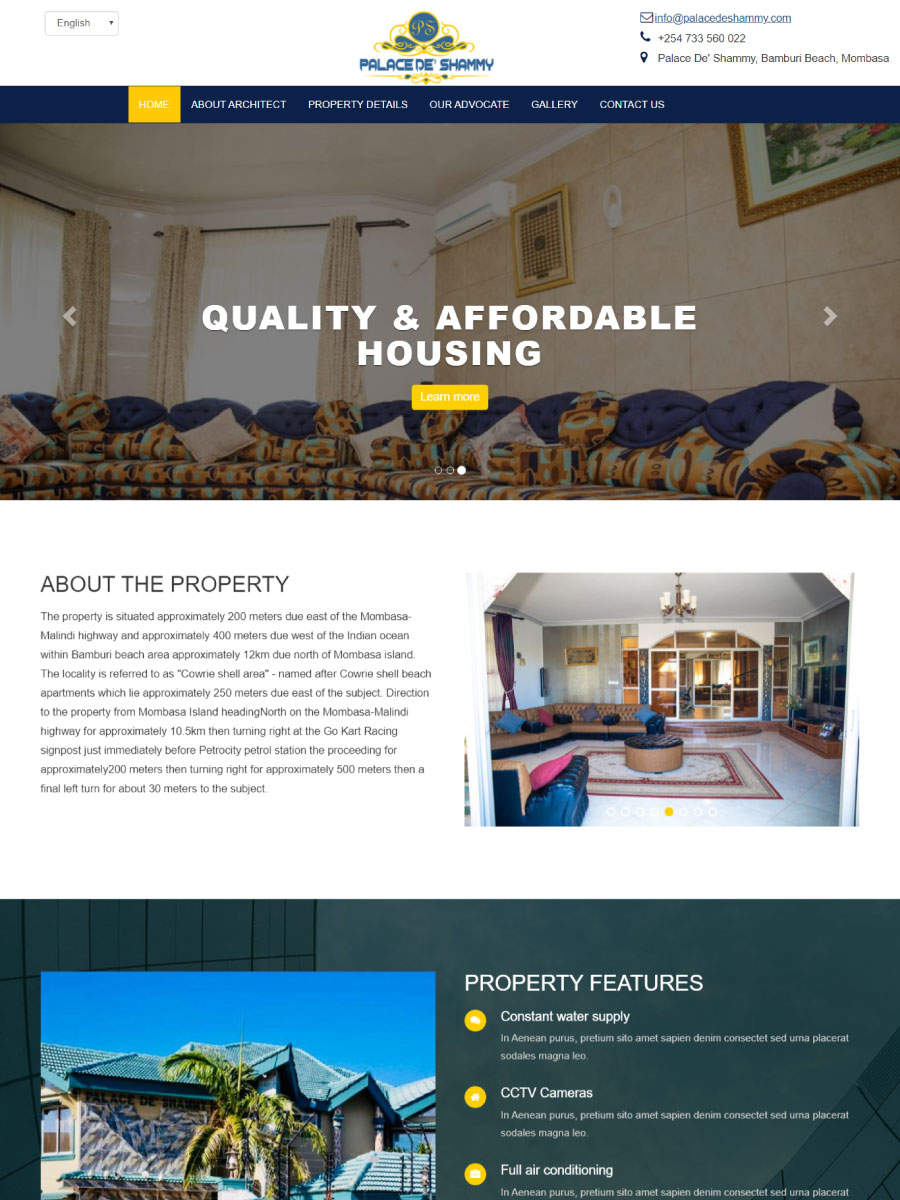 English
PS
PALACE DE' SHAMMY
info@palacedeshammy.com
+254 733 560 022
Palace De' Shammy, Bamburi Beach, Mombasa
HOME ABOUT ARCHITECT PROPERTY DETAILS OUR ADVOCATE GALLERY CONTACT US
QUALITY & AFFORDABLE
HOUSING
Learn more
ABOUT THE PROPERTY
The property is situated approximately 200 meters due east of the Mombasa-
Malindi highway and approximately 400 meters due west of the Indian ocean
within Bamburi beach area approximately 12km due north of Mombasa island.
The locality is referred to as "Cowrie shell area" - named after Cowrie shell beach
apartments which lie approximately 250 meters due east of the subject. Direction
to the property from Mombasa Island headingNorth on the Mombasa-Malindi
highway for approximately 10.5km then turning right at the Go Kart Racing
signpost just immediately before Petrocity petrol station the proceeding for
approximately200 meters then turning right for approximately 500 meters then a
final left turn for about 30 meters to the subject.
PALACE DE SHAMMY
PROPERTY FEATURES
Constant water supply
In Aenean purus, pretium sito amet sapien denim consectet sed urna placerat
sodales magna leo.
CCTV Cameras
In Aenean purus, pretium sito amet sapien denim consectet sed urna placerat
sodales magna leo.
Full air conditioning
In Aenean purus, pretium sito amet sapien denim consectet sed urna placerat